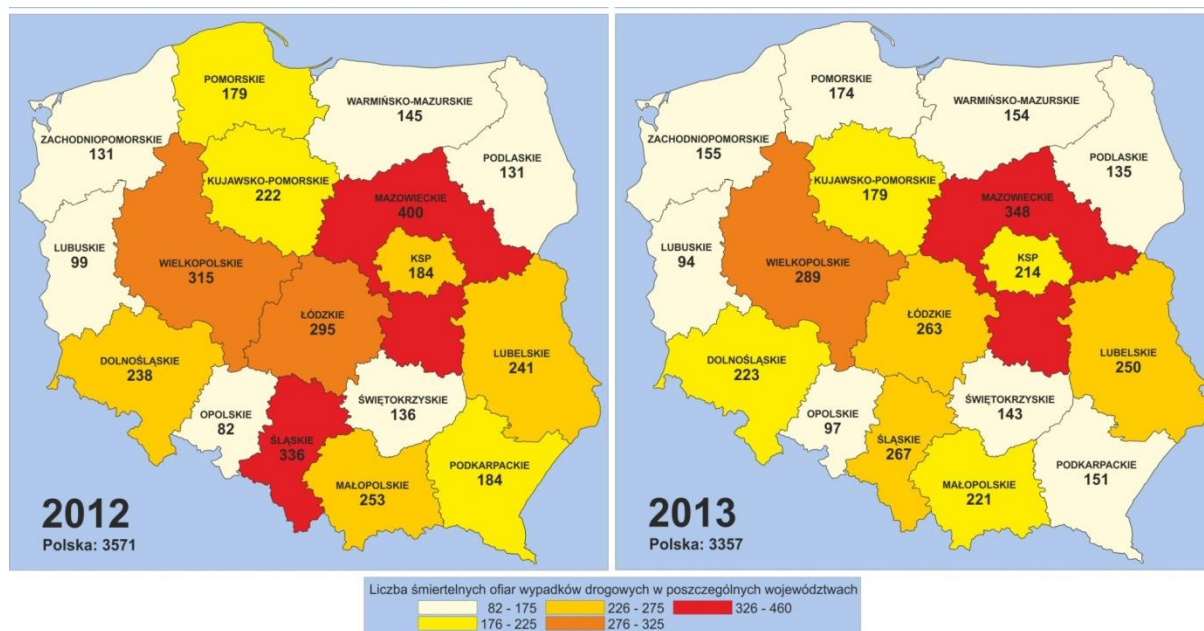 POMORSKIE
179
WARMIŃSKO-MAZURSKIE
145
ZACHODNIOPOMORSKIE
131
PODLASKIE
131
KUJAWSKO-POMORSKIE
222
MAZOWIECKIE
400
LUBUSKIE
99
WIELKOPOLSKIE
315
KSP
184
ŁÓDZKIE
295
DOLNOŚLĄSKIE
238
LUBELSKIE
241
OPOLSKIE
82
ŚWIĘTOKRZYSKIE
136
ŚLĄSKIE
336
PODKARPACKIE
184
MAŁOPOLSKIE
253
2012
Polska: 3571
POMORSKIE
174
WARMIŃSKO-MAZURSKIE
154
ZACHODNIOPOMORSKIE
155
PODLASKIE
135
KUJAWSKO-POMORSKIE
179
MAZOWIECKIE
348
LUBUSKIE
94
WIELKOPOLSKIE
289
KSP
214
ŁÓDZKIE
263
DOLNOŚLĄSKIE
223
LUBELSKIE
250
OPOLSKIE
97
ŚWIĘTOKRZYSKIE
143
ŚLĄSKIE
267
PODKARPACKIE
151
MAŁOPOLSKIE
221
2013
Polska: 3357
Liczba śmiertelnych ofiar wypadków drogowych w poszczególnych województwach
82 - 175 226 - 275 326 - 460
176 - 225 276 - 325